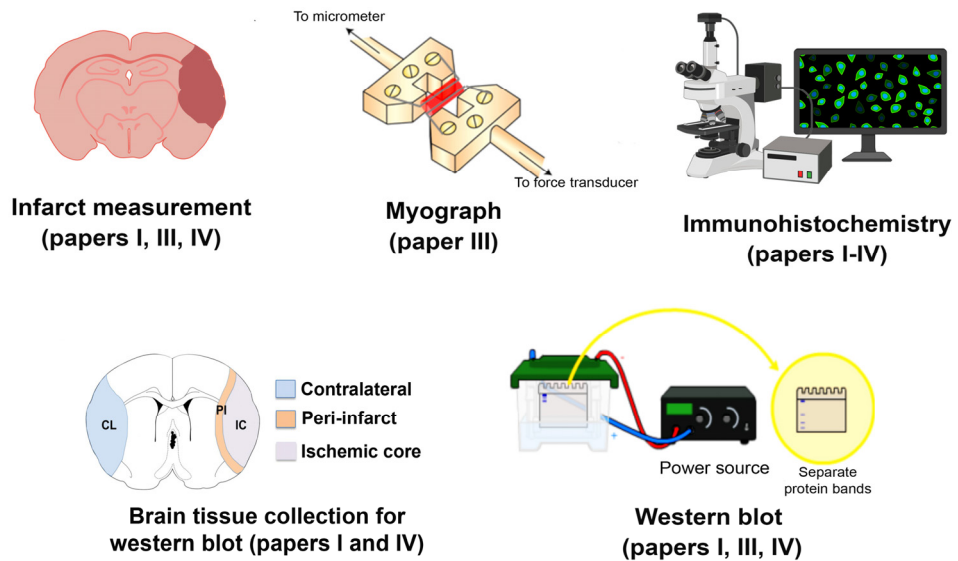 To micrometer
To force transducer
Infarct measurement
(papers I, III, IV)
Myograph
(paper III)
Immunohistochemistry
(papers I-IV)
CL
PI
IC
Contralateral
Peri-infarct
Ischemic core
-
+
Power source
Separate
protein bands
Brain tissue collection for
western blot (papers I and IV)
Western blot
(papers I, III, IV)